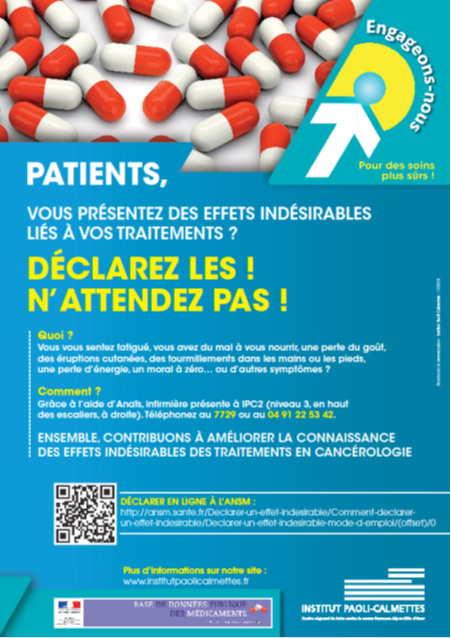 Engageons-nous
Pour des soins
plus sûrs !
PATIENTS,
VOUS PRÉSENTEZ DES EFFETS INDÉSIRABLES
LIÉS À VOS TRAITEMENTS ?
DÉCLAREZ LES !
N'ATTENDEZ PAS !
Quoi ?
Vous vous sentez fatigué, vous avez du mal à vous nourrir, une perte du goût,
des éruptions cutanées, des fourmillements dans les mains ou les pieds,
une perte d'énergie, un moral à zéro... ou d'autres symptômes ?
Comment ?
Grâce à l'aide d'Anaïs, infirmière présente à IPC2 (niveau 3, en haut
des escaliers, à droite). Téléphonez au 7729 ou au 04 91 22 53 42.
ENSEMBLE, CONTRIBUONS À AMÉLIORER LA CONNAISSANCE
DES EFFETS INDÉSIRABLES DES TRAITEMENTS EN CANCÉROLOGIE
DÉCLARER EN LIGNE À L'ANSM :
http://ansm.sante.fr/Declarer-un-effet-indesirable/Comment-declarer-
un-effet-indesirable/Declarer-un-effet-indesirable-mode-d-emploi/(offset)/0
Plus d'informations sur notre site :
www.institutpaolicalmettes.fr
BASE DE DONNÉES PUBLIQUE
DES MÉDICAMENTS
INSTITUT PAOLI-CALMETTES